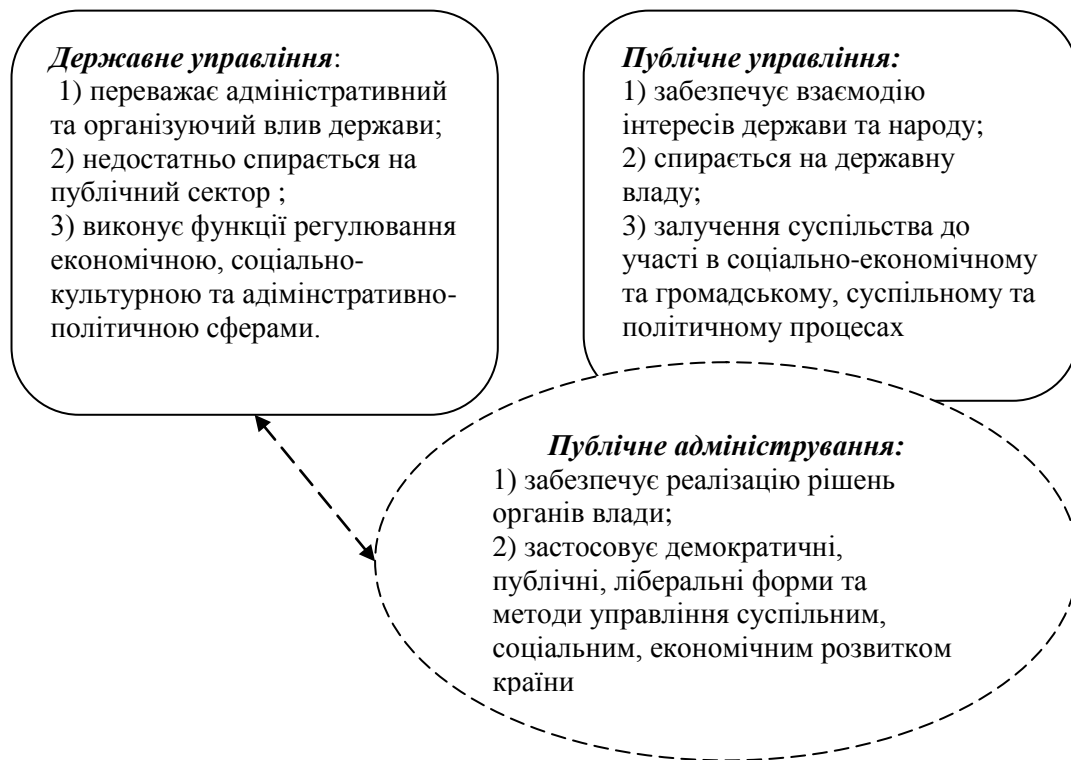 Державне управління:
1) переважає адміністративний
та організуючий влив держави;
2) недостатньо спирається на
публічний сектор ;
3) виконує функції регулювання
економічною, соціально-
культурною та адімінстративно-
політичною сферами.
Публічне управління:
1) забезпечує взаємодію
інтересів держави та народу;
2) спирається на державну
владу;
3) залучення суспільства до
участі в соціально-економічному
та громадському, суспільному та
політичному процесах
Публічне адміністрування:
1) забезпечує реалізацію рішень
органів влади;
2) застосовує демократичні,
публічні, ліберальні форми та
методи управління суспільним,
соціальним, економічним розвитком
країни